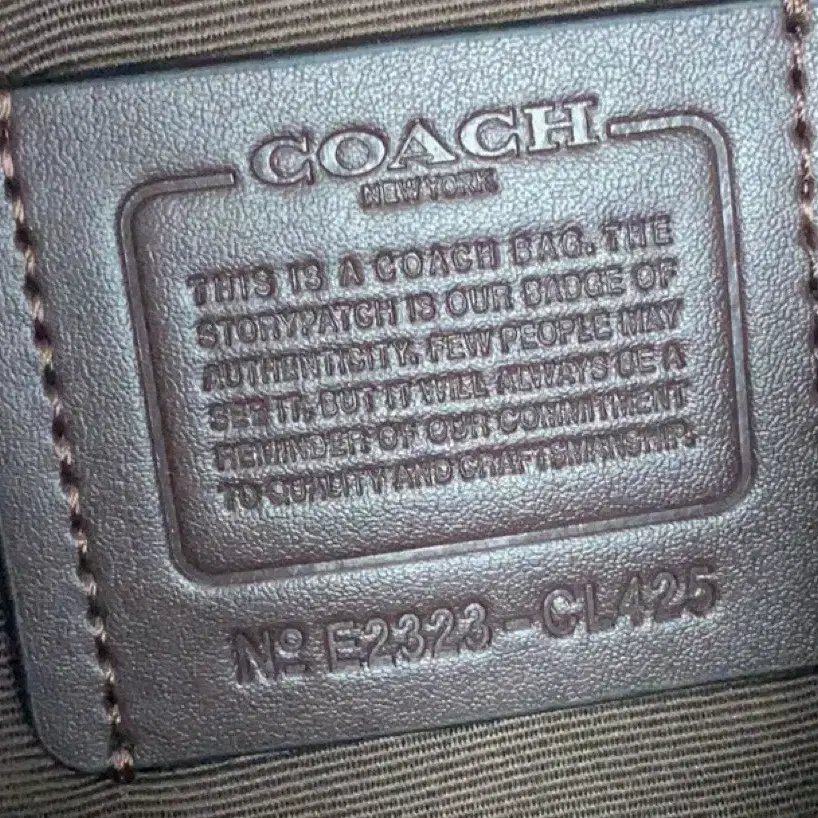 COACH
NEW YORK
THIS IS A COACH BAG. THE
STORYPATCH IS OUR BADGE OF
AUTHENTICITY. FEW PEOPLE MAY
SEE IT, BUT IT WILL ALWAYS BE A
REMINDER OF OUR COMMITMENT
TO QUALITY AND CRAFTSMANSHIP.
Nº E2323-CL425